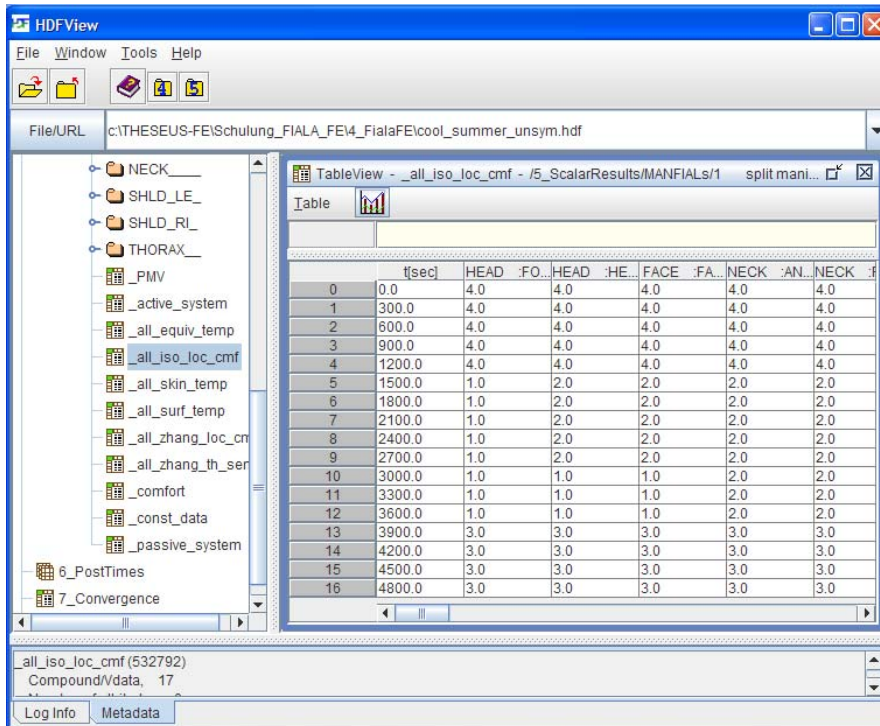 HDFView
File Window Tools Help
4 5
File/URL c:\THESEUS-FE\Schulung_FIALA_FE\4_FialaFE\cool_summer_unsym.hdf
NECK____
SHLD_LE_
SHLD_RI_
THORAX__
_PMV
_active_system
_all_equiv_temp
_all_iso_loc_cmf
_all_skin_temp
_all_surf_temp
_all_zhang_loc_cm
_all_zhang_th_ser
_comfort
_const_data
_passive_system
6_PostTimes
7_Convergence
TableView - _all_iso_loc_cmf - /5_ScalarResults/MANFIALs/1 split mani...
Table
t[sec] HEAD :FO... HEAD :HE... FACE :FA... NECK :AN... NECK :F
0 0.0 4.0 4.0 4.0 4.0 4.0
1 300.0 4.0 4.0 4.0 4.0 4.0
2 600.0 4.0 4.0 4.0 4.0 4.0
3 900.0 4.0 4.0 4.0 4.0 4.0
4 1200.0 4.0 4.0 4.0 4.0 4.0
5 1500.0 1.0 2.0 2.0 2.0 2.0
6 1800.0 1.0 2.0 2.0 2.0 2.0
7 2100.0 1.0 2.0 2.0 2.0 2.0
8 2400.0 1.0 2.0 2.0 2.0 2.0
9 2700.0 1.0 2.0 2.0 2.0 2.0
10 3000.0 1.0 1.0 1.0 2.0 2.0
11 3300.0 1.0 1.0 1.0 2.0 2.0
12 3600.0 1.0 1.0 1.0 2.0 2.0
13 3900.0 3.0 3.0 3.0 3.0 3.0
14 4200.0 3.0 3.0 3.0 3.0 3.0
15 4500.0 3.0 3.0 3.0 3.0 3.0
16 4800.0 3.0 3.0 3.0 3.0 3.0
_all_iso_loc_cmf (532792)
Compound/Vdata, 17
Log Info Metadata